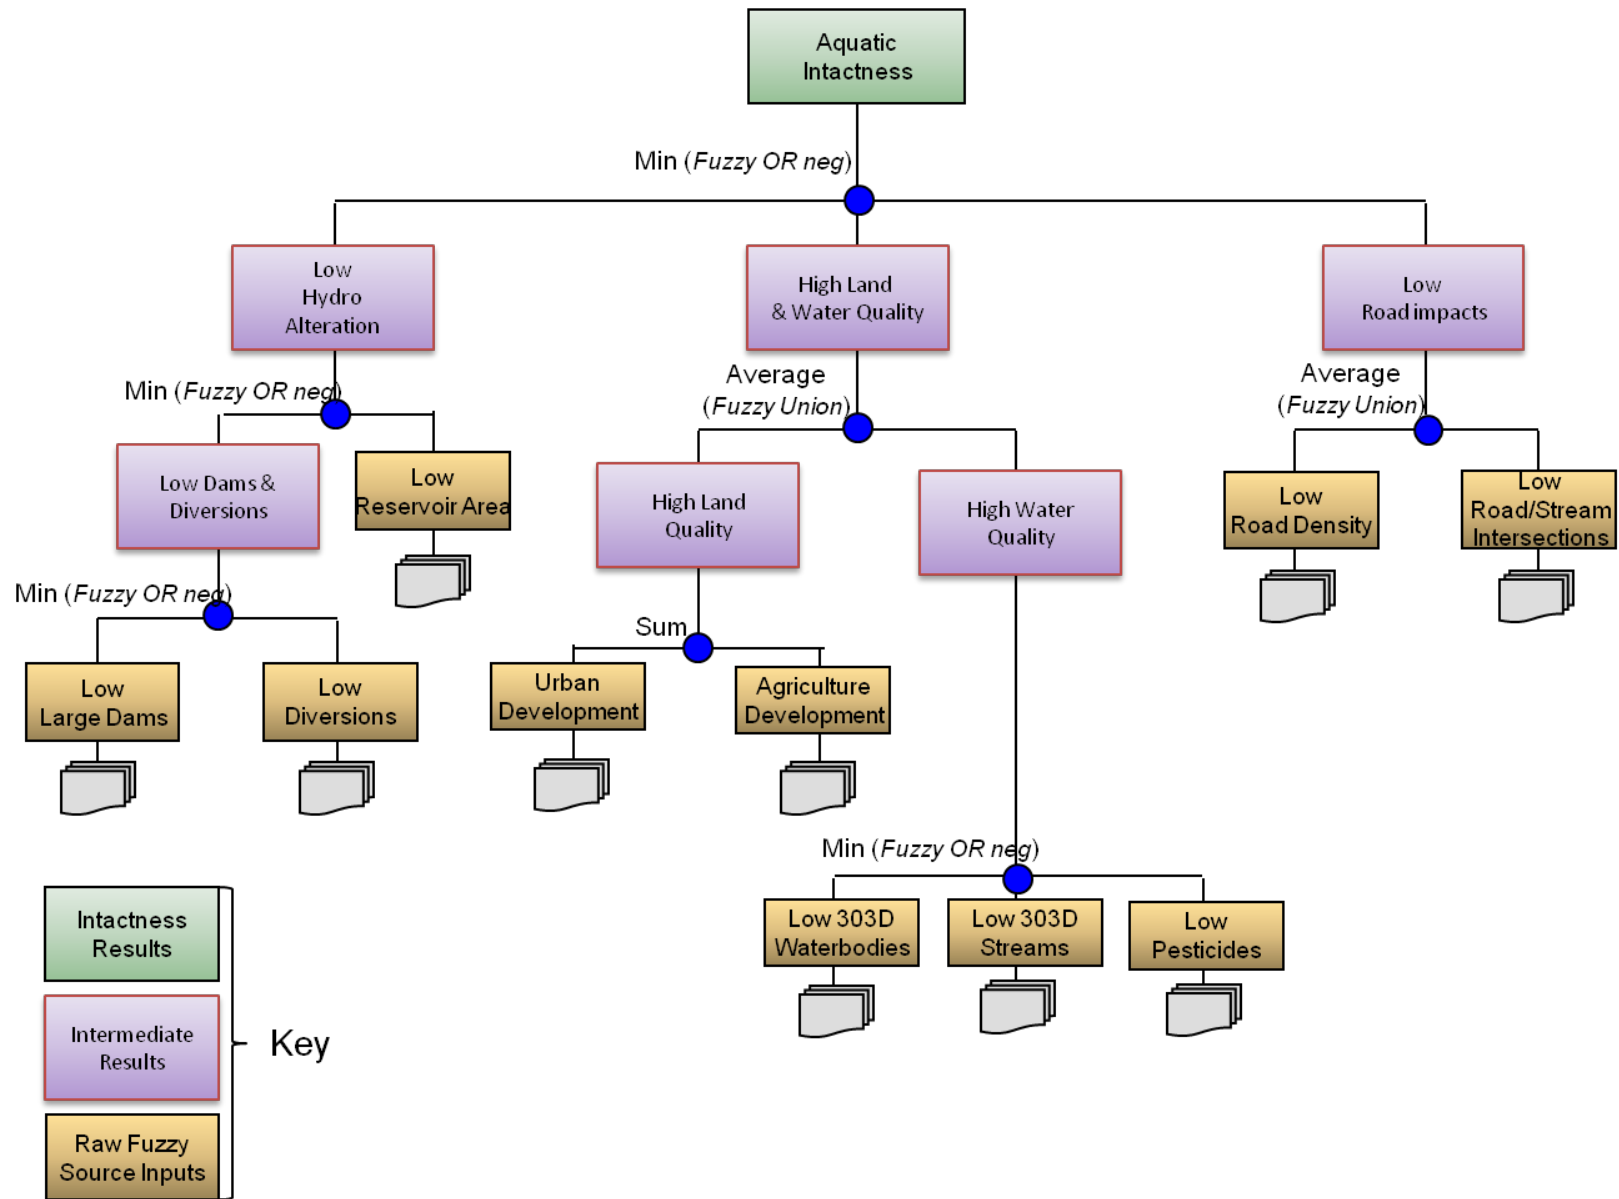 Aquatic
Intactness
Min (Fuzzy OR neg)
Low
Hydro
Alteration
High Land
& Water Quality
Low
Road impacts
Min (Fuzzy OR neg)
Average
(Fuzzy Union)
Average
(Fuzzy Union)
Low Dams &
Diversions
Low
Reservoir Area
High Land
Quality
High Water
Quality
Low
Road Density
Low
Road/Stream
Intersections
Min (Fuzzy OR neg)
Sum
Low
Large Dams
Low
Diversions
Urban
Development
Agriculture
Development
Min (Fuzzy OR neg)
Low 303D
Waterbodies
Low 303D
Streams
Low
Pesticides
Intactness
Results
Intermediate
Results
Raw Fuzzy
Source Inputs
Key